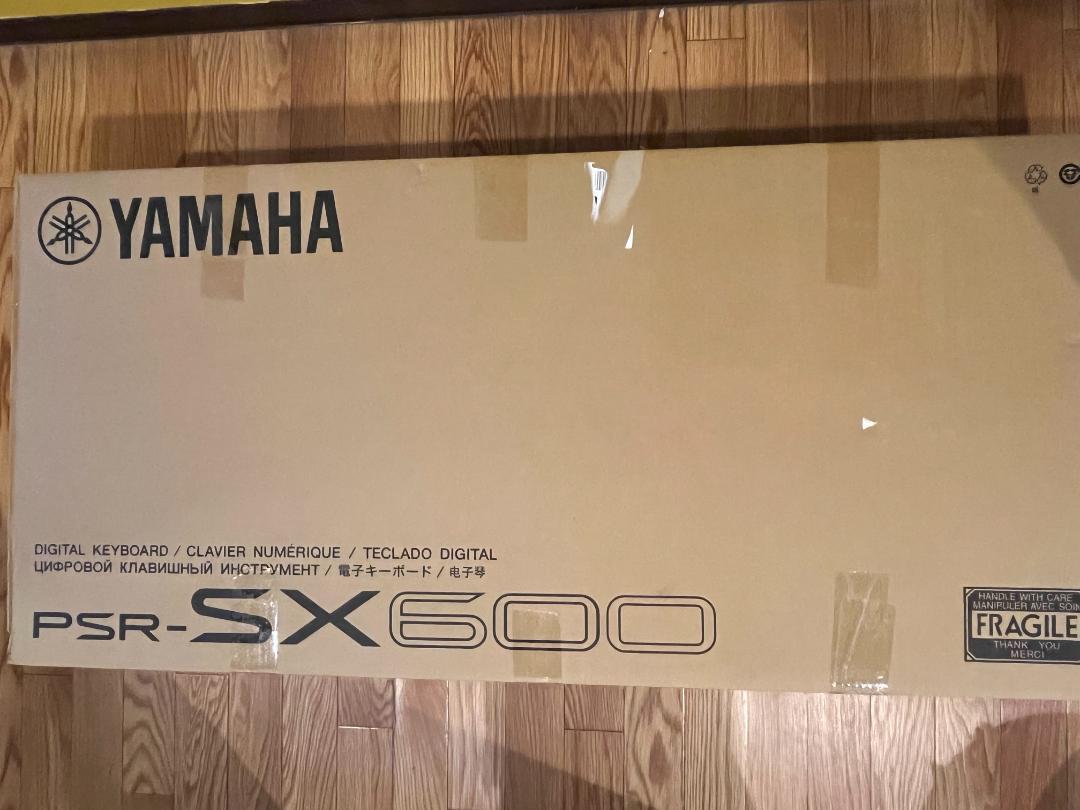 YAMAHA
DIGITAL KEYBOARD / CLAVIER NUMÉRIQUE / TECLADO DIGITAL
ЦИФРОВОЙ КЛАВИШНЫЙ ИНСТРУМЕНТ / 電子キーボード / 电子琴
PSR-SX600
HANDLE WITH CARE
MANIPULER AVEC SOIN
FRAGILE
THANK YOU
MERCI